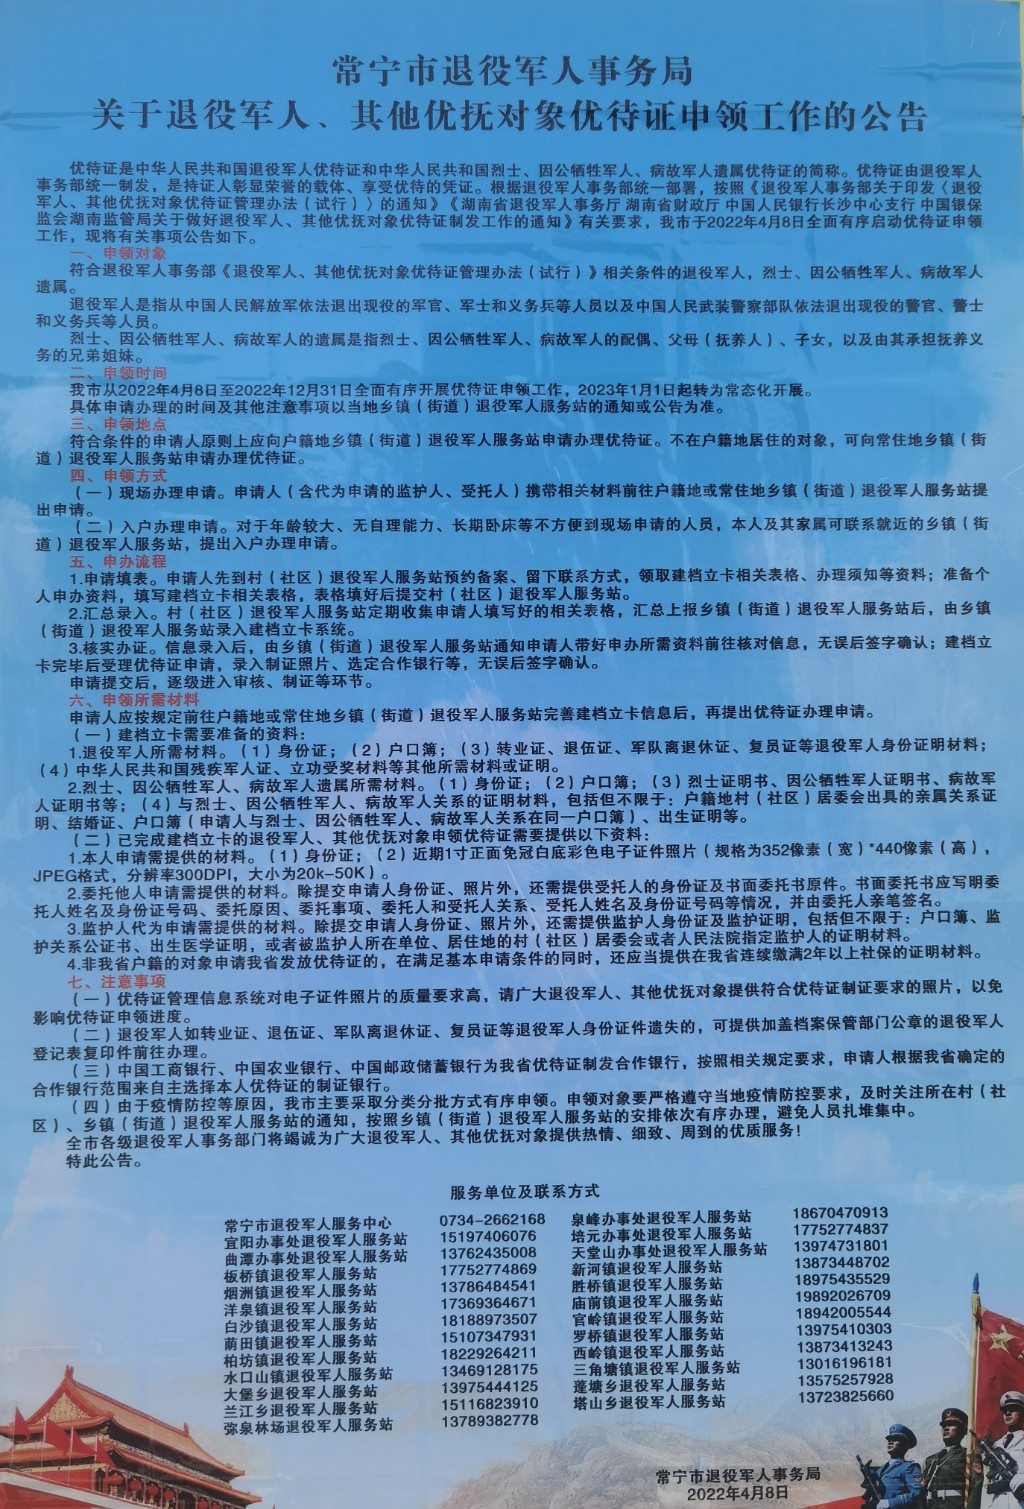 常宁市退役军人事务局
关于退役军人、其他优抚对象优待证申领工作的公告
优待证是中华人民共和国退役军人优待证和中华人民共和国烈士、因公牺牲军人、病故军人遗属优待证的简称。优待证由退役军人
事务部统一制发，是持证人彰显荣誉的载体、享受优待的凭证。根据退役军人事务部统一部署，按照《退役军人事务部关于印发〈退役
军人、其他优抚对象优待证管理办法（试行）〉的通知》《湖南省退役军人事务厅 湖南省财政厅 中国人民银行长沙中心支行 中国银保
监会湖南监管局关于做好退役军人、其他优抚对象优待证制发工作的通知》有关要求，我市于2022年4月8日全面有序启动优待证申领
工作，现将有关事项公告如下。
一、申领对象
符合退役军人事务部《退役军人、其他优抚对象优待证管理办法（试行）》相关条件的退役军人，烈士、因公牺牲军人、病故军人
遗属。
退役军人是指从中国人民解放军依法退出现役的军官、军士和义务兵等人员以及中国人民武装警察部队依法退出现役的警官、警士
和义务兵等人员。
烈士、因公牺牲军人、病故军人的遗属是指烈士、因公牺牲军人、病故军人的配偶、父母（抚养人）、子女，以及由其承担抚养义
务的兄弟姐妹。
二、申领时间
我市从2022年4月8日至2022年12月31日全面有序开展优待证申领工作，2023年1月1日起转为常态化开展。
具体申请办理的时间及其他注意事项以当地乡镇（街道）退役军人服务站的通知或公告为准。
三、申领地点
符合条件的申请人原则上应向户籍地乡镇（街道）退役军人服务站申请办理优待证。不在户籍地居住的对象，可向常住地乡镇（街
道）退役军人服务站申请办理优待证。
四、申领方式
（一）现场办理申请。申请人（含代为申请的监护人、受托人）携带相关材料前往户籍地或常住地乡镇（街道）退役军人服务站提
出申请。
（二）入户办理申请。对于年龄较大、无自理能力、长期卧床等不方便到现场申请的人员，本人及其家属可联系就近的乡镇（街
道）退役军人服务站，提出入户办理申请。
五、申办流程
1.申请填表。申请人先到村（社区）退役军人服务站预约备案、留下联系方式，领取建档立卡相关表格、办理须知等资料；准备个
人申办资料，填写建档立卡相关表格，表格填好后提交村（社区）退役军人服务站。
2.汇总录入。村（社区）退役军人服务站定期收集申请人填写好的相关表格，汇总上报乡镇（街道）退役军人服务站后，由乡镇
（街道）退役军人服务站录入建档立卡系统。
3.核实办证。信息录入后，由乡镇（街道）退役军人服务站通知申请人带好申办所需资料前往核对信息，无误后签字确认；建档立
卡完毕后受理优待证申请，录入制证照片、选定合作银行等，无误后签字确认。
申请提交后，逐级进入审核、制证等环节。
六、申领所需材料
申请人应按规定前往户籍地或常住地乡镇（街道）退役军人服务站完善建档立卡信息后，再提出优待证办理申请。
（一）建档立卡需要准备的资料：
1.退役军人所需材料。（1）身份证；（2）户口簿；（3）转业证、退伍证、军队离退休证、复员证等退役军人身份证明材料；
（4）中华人民共和国残疾军人证、立功受奖材料等其他所需材料或证明。
2.烈士、因公牺牲军人、病故军人遗属所需材料。（1）身份证；（2）户口簿；（3）烈士证明书、因公牺牲军人证明书、病故军
人证明书等；（4）与烈士、因公牺牲军人、病故军人关系的证明材料，包括但不限于：户籍地村（社区）居委会出具的亲属关系证
明、结婚证、户口簿（申请人与烈士、因公牺牲军人、病故军人关系在同一户口簿）、出生证明等。
（二）已完成建档立卡的退役军人、其他优抚对象申领优待证需要提供以下资料：
1.本人申请需提供的材料。（1）身份证；（2）近期1寸正面免冠白底彩色电子证件照片（规格为352像素（宽）*440像素（高），
JPEG格式，分辨率300DPI，大小为20k-50K）。
2.委托他人申请需提供的材料。除提交申请人身份证、照片外，还需提供受托人的身份证及书面委托书原件。书面委托书应写明委
托人姓名及身份证号码、委托原因、委托事项、委托人和受托人关系、受托人姓名及身份证号码等情况，并由委托人亲笔签名。
3.监护人代为申请需提供的材料。除提交申请人身份证、照片外，还需提供监护人身份证及监护证明，包括但不限于：户口簿、监
护关系公证书、出生医学证明，或者被监护人所在单位、居住地的村（社区）居委会或者人民法院指定监护人的证明材料。
4.非我省户籍的对象申请我省发放优待证的，在满足基本申请条件的同时，还应当提供在我省连续缴满2年以上社保的证明材料。
七、注意事项
（一）优待证管理信息系统对电子证件照片的质量要求高，请广大退役军人、其他优抚对象提供符合优待证制证要求的照片，以免
影响优待证申领进度。
（二）退役军人如转业证、退伍证、军队离退休证、复员证等退役军人身份证件遗失的，可提供加盖档案保管部门公章的退役军人
登记表复印件前往办理。
（三）中国工商银行、中国农业银行、中国邮政储蓄银行为我省优待证制发合作银行，按照相关规定要求，申请人根据我省确定的
合作银行范围来自主选择本人优待证的制证银行。
（四）由于疫情防控等原因，我市主要采取分类分批方式有序申领。申领对象要严格遵守当地疫情防控要求，及时关注所在村（社
区）、乡镇（街道）退役军人服务站的通知，按照乡镇（街道）退役军人服务站的安排依次有序办理，避免人员扎堆集中。
全市各级退役军人事务部门将竭诚为广大退役军人、其他优抚对象提供热情、细致、周到的优质服务！
特此公告。
服务单位及联系方式
常宁市退役军人服务中心 0734-2662168 泉峰办事处退役军人服务站 18670470913
宜阳办事处退役军人服务站 15197406076 培元办事处退役军人服务站 17752774837
曲潭办事处退役军人服务站 13762435008 天堂山办事处退役军人服务站 13974731801
板桥镇退役军人服务站 17752774869 新河镇退役军人服务站 13873448702
烟洲镇退役军人服务站 13786484541 胜桥镇退役军人服务站 18975435529
洋泉镇退役军人服务站 17369364671 庙前镇退役军人服务站 19892026709
白沙镇退役军人服务站 18188973507 官岭镇退役军人服务站 18942005544
荫田镇退役军人服务站 15107347931 罗桥镇退役军人服务站 13975410303
柏坊镇退役军人服务站 18229264211 西岭镇退役军人服务站 13873413243
水口山镇退役军人服务站 13469128175 三角塘镇退役军人服务站 13016196181
大堡乡退役军人服务站 13975444125 蓬塘乡退役军人服务站 13575257928
兰江乡退役军人服务站 15116823910 塔山乡退役军人服务站 13723825660
弥泉林场退役军人服务站 13789382778
常宁市退役军人事务局
2022年4月8日